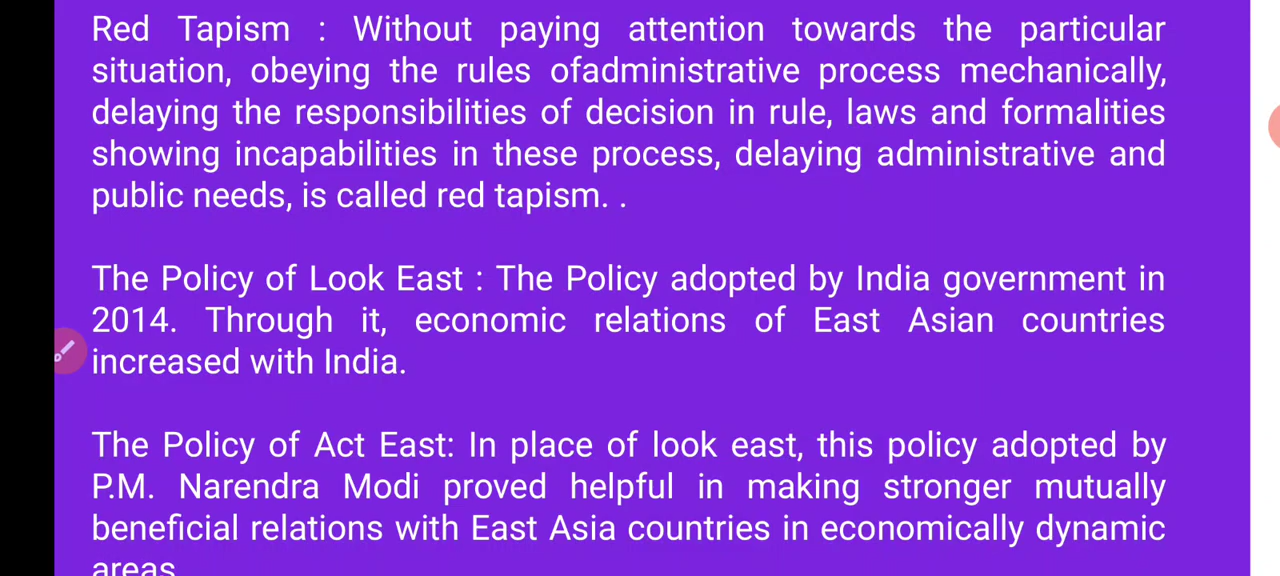 Red Tapism : Without paying attention towards the particular
situation, obeying the rules ofadministrative process mechanically,
delaying the responsibilities of decision in rule, laws and formalities
showing incapabilities in these process, delaying administrative and
public needs, is called red tapism. .
The Policy of Look East : The Policy adopted by India government in
2014. Through it, economic relations of East Asian countries
increased with India.
The Policy of Act East: In place of look east, this policy adopted by
P.M. Narendra Modi proved helpful in making stronger mutually
beneficial relations with East Asia countries in economically dynamic
areas